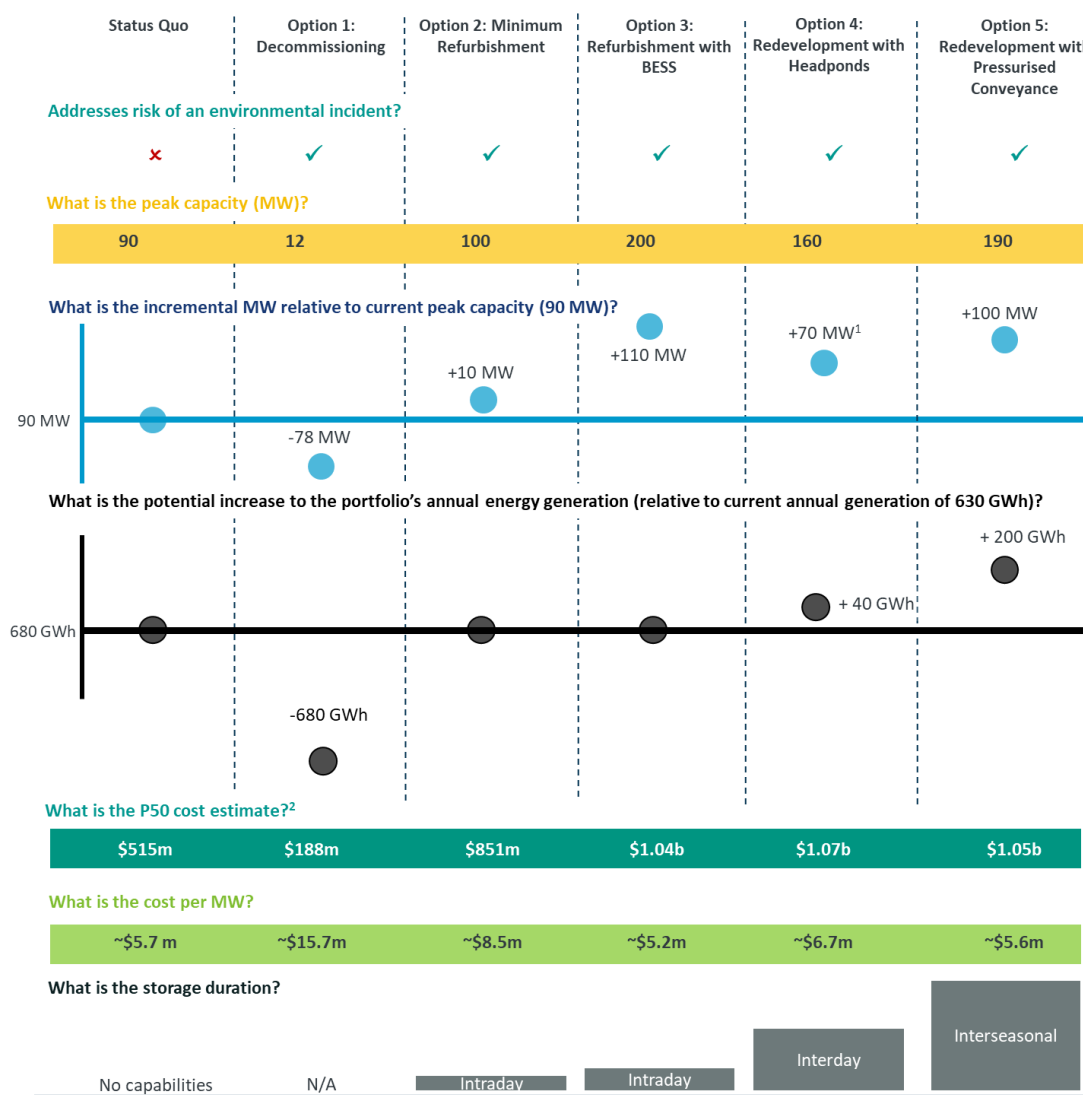 Status Quo
Option 1:
Decommissioning
Option 2: Minimum
Refurbishment
Option 3:
Refurbishment with
BESS
Option 4:
Redevelopment with
Headponds
Option 5:
Redevelopment with
Pressurised
Conveyance
Addresses risk of an environmental incident?
✗ ✓ ✓ ✓ ✓ ✓
What is the peak capacity (MW)?
90 12 100 200 160 190
What is the incremental MW relative to current peak capacity (90 MW)?
+100 MW
+70 MW¹
+110 MW
+10 MW
90 MW
-78 MW
What is the potential increase to the portfolio's annual energy generation (relative to current annual generation of 630 GWh)?
+ 200 GWh
+ 40 GWh
680 GWh
-680 GWh
What is the P50 cost estimate?²
$515m $188m $851m $1.04b $1.07b $1.05b
What is the cost per MW?
~$5.7 m ~$15.7m ~$8.5m ~$5.2m ~$6.7m ~$5.6m
What is the storage duration?
No capabilities N/A Intraday Intraday Interday Interseasonal